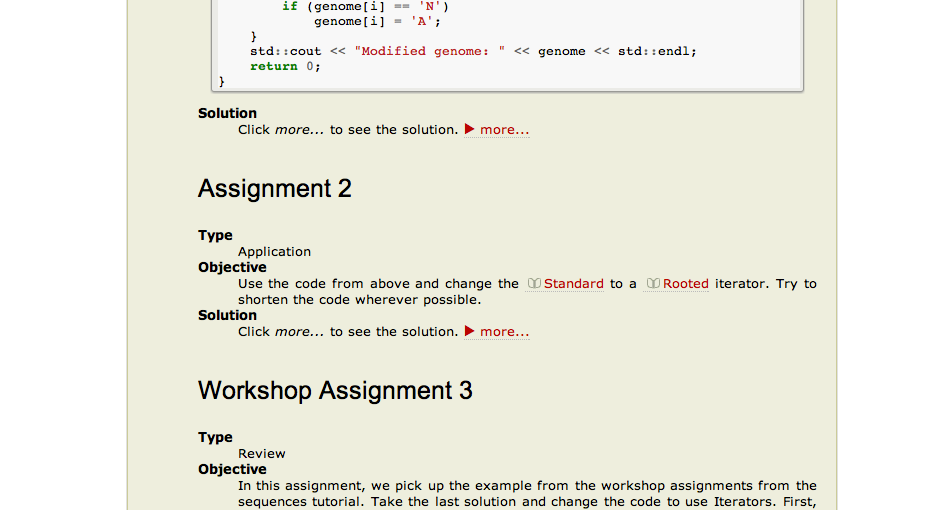 if (genome[i] == 'N')
genome[i] = 'A';
}
std::cout << "Modified genome: " << genome << std::endl;
return 0;
}
Solution
Click more... to see the solution. ▶ more...
Assignment 2
Type
Application
Objective
Use the code from above and change the Standard to a Rooted iterator. Try to
shorten the code wherever possible.
Solution
Click more... to see the solution. ▶ more...
Workshop Assignment 3
Type
Review
Objective
In this assignment, we pick up the example from the workshop assignments from the
sequences tutorial. Take the last solution and change the code to use Iterators. First,